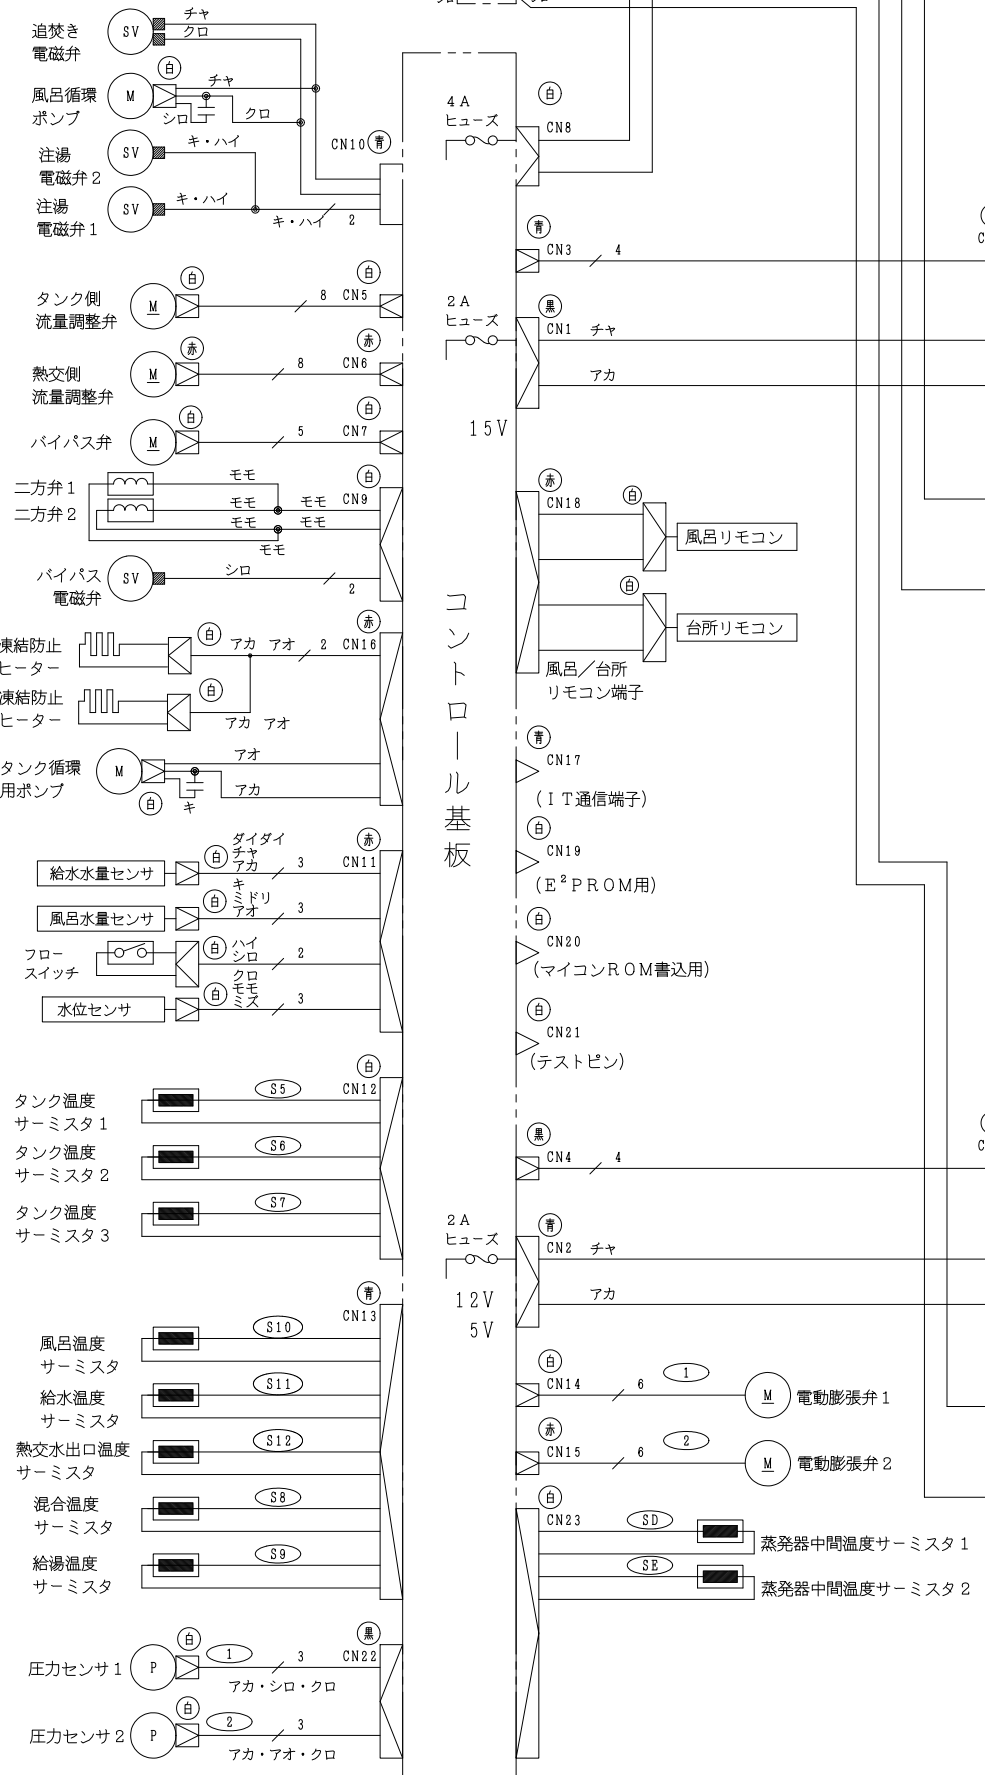 追焚き
電磁弁
SV
チャ
クロ
白
風呂循環
ポンプ
M
チャ
シロ
クロ
注湯
電磁弁2
SV
キ・ハイ
CN10
青
注湯
電磁弁1
SV
キ・ハイ
キ・ハイ
2
タンク側
流量調整弁
M
白
8
CN5
白
熱交側
流量調整弁
M
赤
8
CN6
赤
バイパス弁
M
白
5
CN7
白
二方弁1
二方弁2
モモ
モモ
モモ
モモ
モモ
モモ
CN9
白
バイパス
電磁弁
SV
シロ
2
凍結防止
ヒーター
白
アカ アオ
2
CN16
赤
凍結防止
ヒーター
白
アカ アオ
タンク循環
用ポンプ
M
白
アオ
アカ
キ
給水水量センサ
白
ダイダイ
チャ
アカ
3
CN11
赤
風呂水量センサ
白
キ
ミドリ
アオ
3
フロー
スイッチ
白
ハイ
シロ
2
水位センサ
白
クロ
モモ
ミズ
3
タンク温度
サーミスタ1
S5
CN12
白
タンク温度
サーミスタ2
S6
タンク温度
サーミスタ3
S7
風呂温度
サーミスタ
S10
CN13
青
給水温度
サーミスタ
S11
熱交水出口温度
サーミスタ
S12
混合温度
サーミスタ
S8
給湯温度
サーミスタ
S9
圧力センサ1
P
白
1
3
CN22
黒
アカ・シロ・クロ
圧力センサ2
P
白
2
3
アカ・アオ・クロ
コントロール基板
4A
ヒューズ
白
CN8
青
CN3
4
2A
ヒューズ
黒
CN1
チャ
アカ
15V
赤
CN18
白
風呂リモコン
白
台所リモコン
風呂/台所
リモコン端子
青
CN17
(IT通信端子)
白
CN19
(E²PROM用)
白
CN20
(マイコンROM書込用)
白
CN21
(テストピン)
黒
CN4
4
2A
ヒューズ
青
CN2
チャ
アカ
12V
5V
白
CN14
6
1
M
電動膨張弁1
赤
CN15
6
2
M
電動膨張弁2
白
CN23
SD
蒸発器中間温度サーミスタ1
SE
蒸発器中間温度サーミスタ2